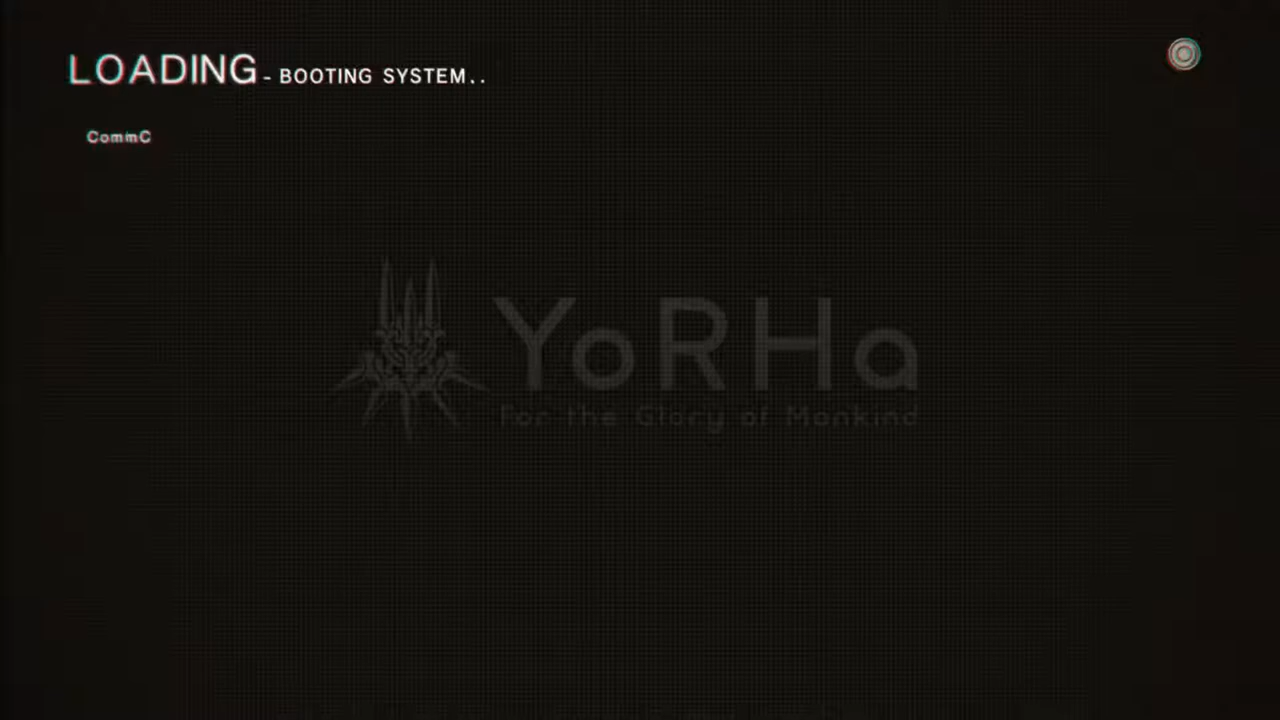 LOADING - BOOTING SYSTEM..
CommC
YoRHa
For the Glory of Mankind